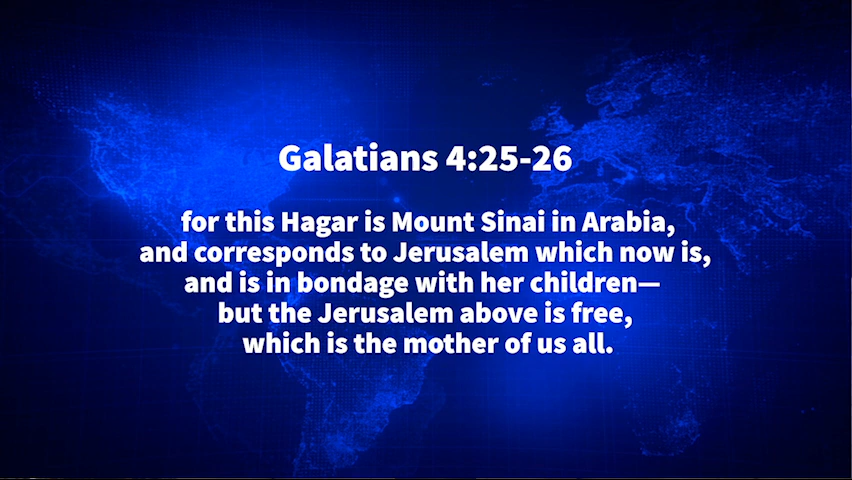 Galatians 4:25-26
for this Hagar is Mount Sinai in Arabia,
and corresponds to Jerusalem which now is,
and is in bondage with her children—
but the Jerusalem above is free,
which is the mother of us all.